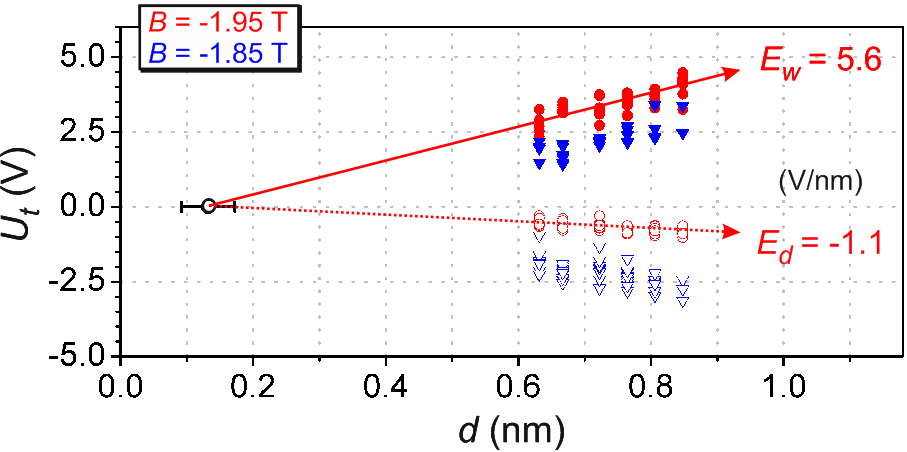 B = -1.95 T
B = -1.85 T
5.0
2.5
0.0
-2.5
-5.0
U_t (V)
E_w = 5.6
(V/nm)
E_d = -1.1
0.0 0.2 0.4 0.6 0.8 1.0
d (nm)